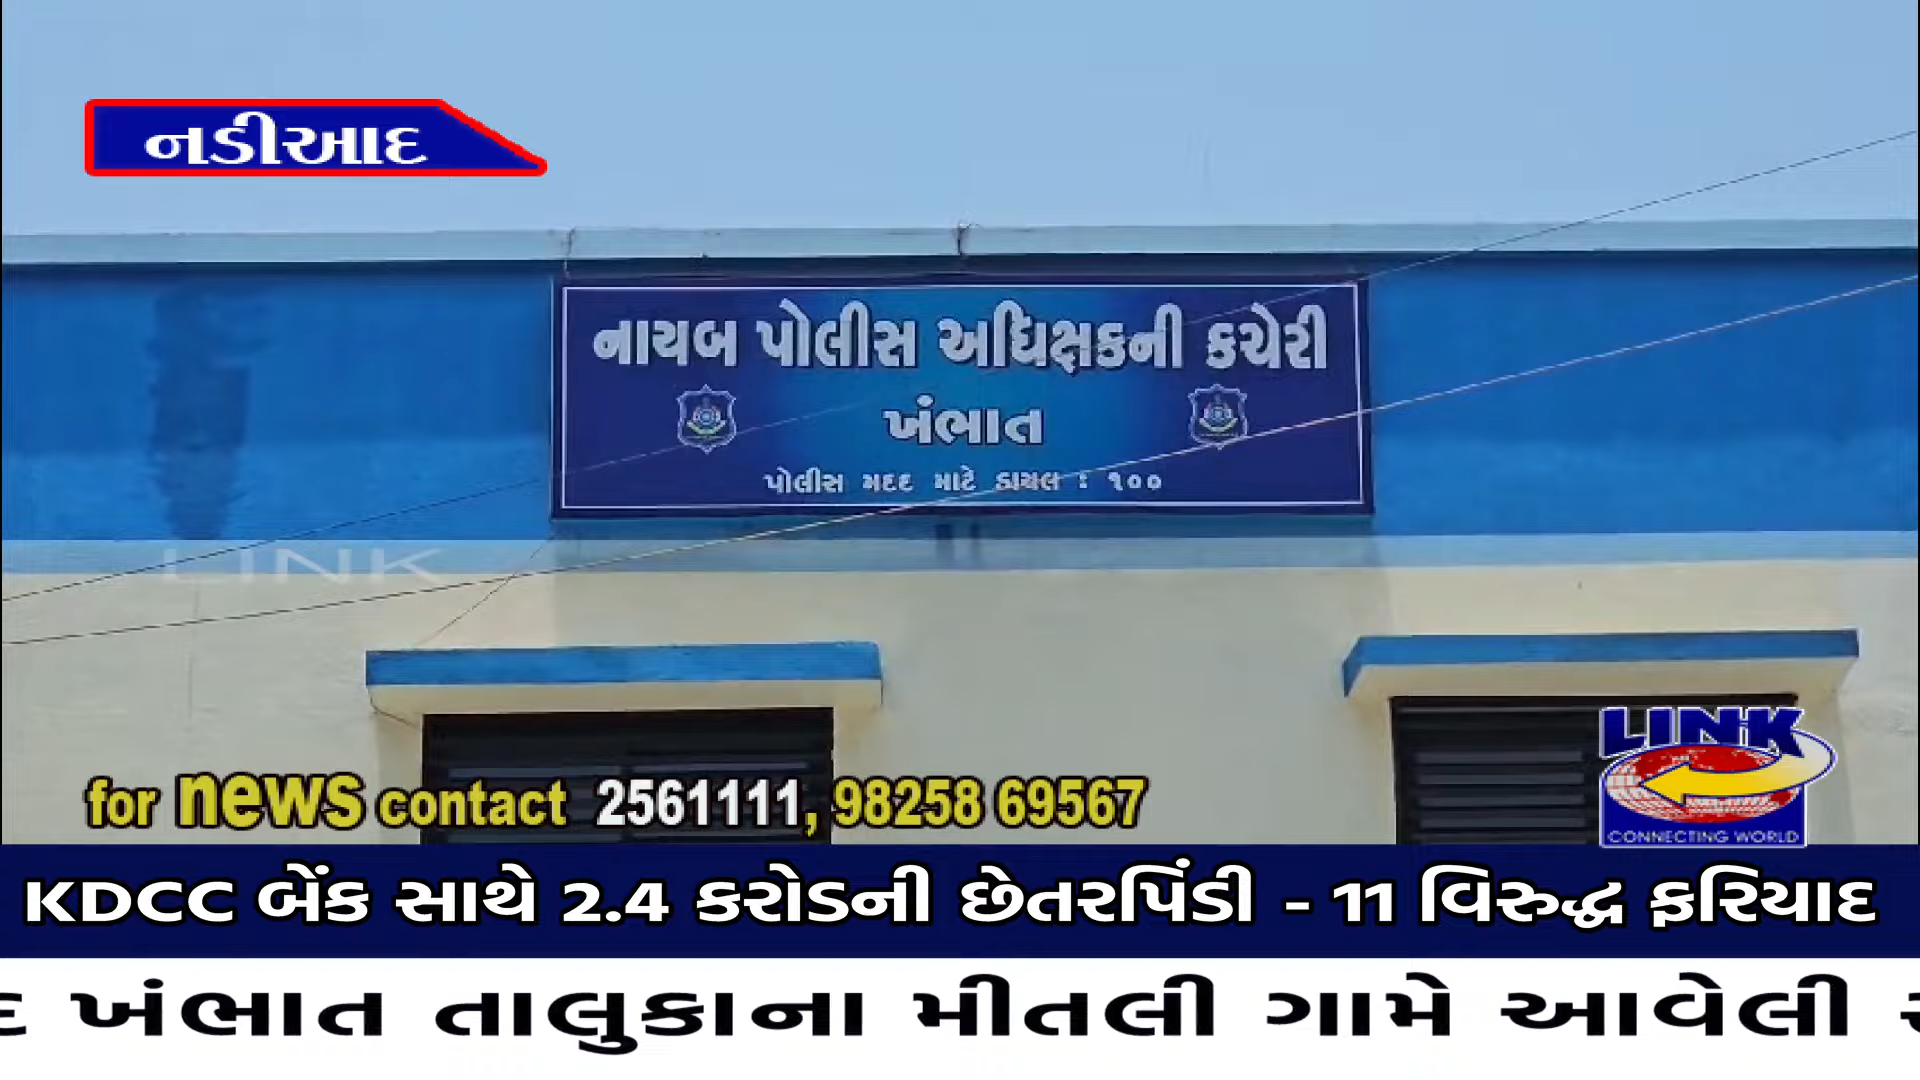 નડીઆદ
નાયબ પોલીસ અધિક્ષકની કચેરી
ખંભાત
પોલીસ મદદ માટે ડાયલ : ૧૦૦
LINK
LINK
CONNECTING WORLD
for news contact 2561111, 98258 69567
KDCC બેંક સાથે 2.4 કરોડની છેતરપિંડી - 11 વિરુદ્ધ ફરિયાદ
ખંભાત તાલુકાના મીતલી ગામે આવેલી